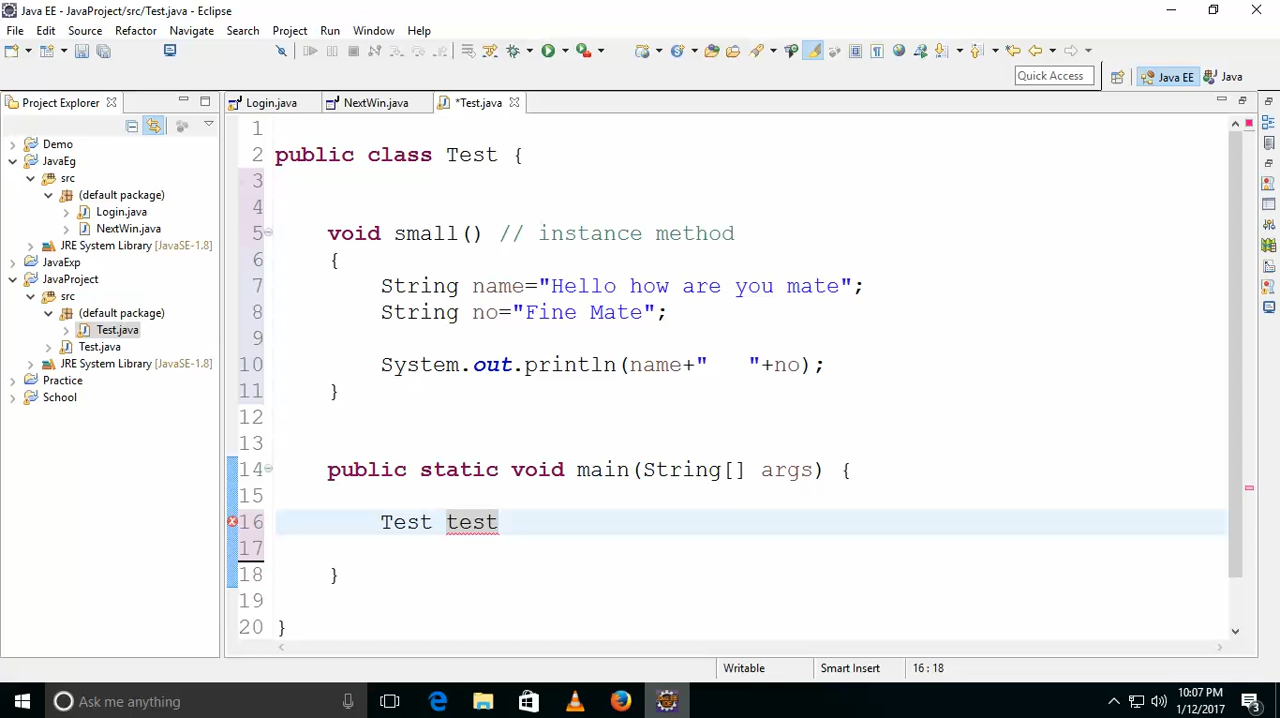 Java EE - JavaProject/src/Test.java - Eclipse
File Edit Source Refactor Navigate Search Project Run Window Help
Quick Access
Java EE
Java
Project Explorer
Login.java
NextWin.java
*Test.java
Demo
JavaEg
src
(default package)
Login.java
NextWin.java
JRE System Library [JavaSE-1.8]
JavaExp
JavaProject
src
(default package)
Test.java
Test.java
JRE System Library [JavaSE-1.8]
Practice
School
1
2 public class Test {
3
4
5 void small() // instance method
6 {
7 String name="Hello how are you mate";
8 String no="Fine Mate";
9
10 System.out.println(name+"   "+no);
11 }
12
13
14 public static void main(String[] args) {
15
16 Test test
17
18 }
19
20 }
Writable
Smart Insert
16 : 18
Ask me anything
10:07 PM
1/12/2017
3